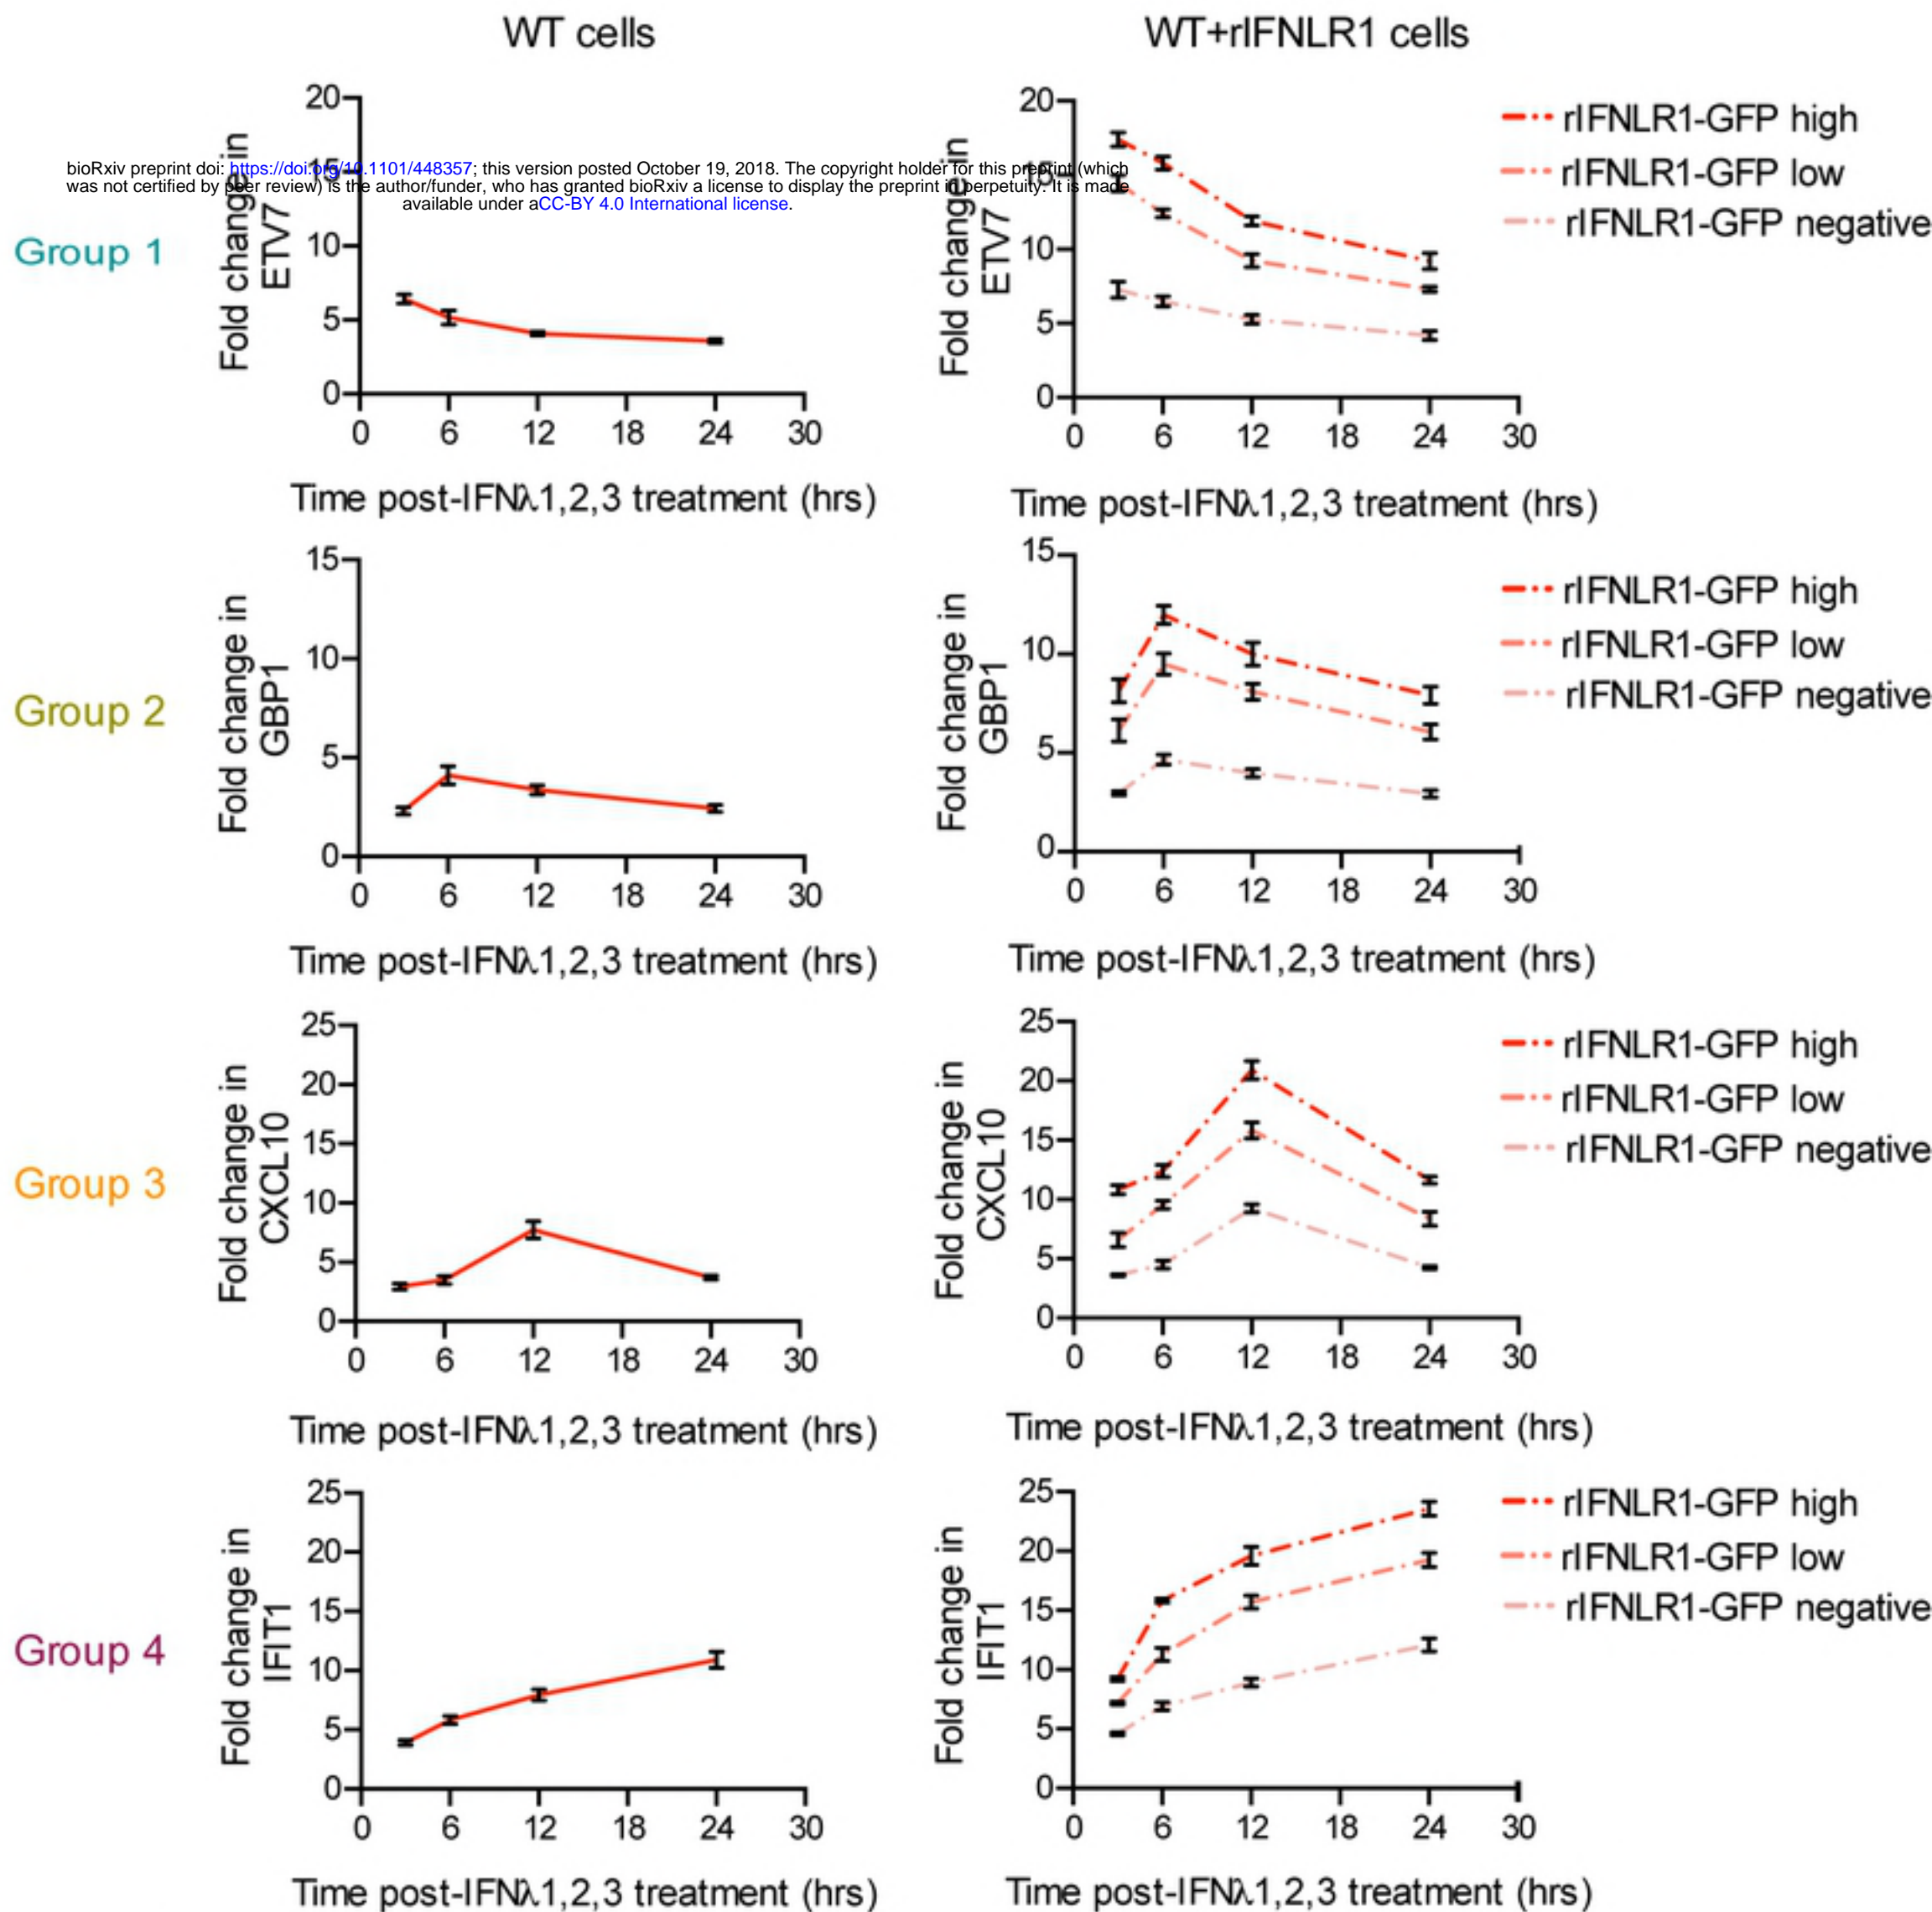 WT cells
WT+rIFNLR1 cells
bioRxiv preprint doi: https://doi.org/10.1101/448357; this version posted October 19, 2018. The copyright holder for this preprint (which
was not certified by peer review) is the author/funder, who has granted bioRxiv a license to display the preprint in perpetuity. It is made
available under aCC-BY 4.0 International license.
Group 1
Fold change in
ETV7
20
15
10
5
0
0 6 12 18 24 30
Time post-IFNλ1,2,3 treatment (hrs)
Fold change in
ETV7
20
15
10
5
0
0 6 12 18 24 30
Time post-IFNλ1,2,3 treatment (hrs)
rIFNLR1-GFP high
rIFNLR1-GFP low
rIFNLR1-GFP negative
Group 2
Fold change in
GBP1
15
10
5
0
0 6 12 18 24 30
Time post-IFNλ1,2,3 treatment (hrs)
Fold change in
GBP1
15
10
5
0
0 6 12 18 24 30
Time post-IFNλ1,2,3 treatment (hrs)
rIFNLR1-GFP high
rIFNLR1-GFP low
rIFNLR1-GFP negative
Group 3
Fold change in
CXCL10
25
20
15
10
5
0
0 6 12 18 24 30
Time post-IFNλ1,2,3 treatment (hrs)
Fold change in
CXCL10
25
20
15
10
5
0
0 6 12 18 24 30
Time post-IFNλ1,2,3 treatment (hrs)
rIFNLR1-GFP high
rIFNLR1-GFP low
rIFNLR1-GFP negative
Group 4
Fold change in
IFIT1
25
20
15
10
5
0
0 6 12 18 24 30
Time post-IFNλ1,2,3 treatment (hrs)
Fold change in
IFIT1
25
20
15
10
5
0
0 6 12 18 24 30
Time post-IFNλ1,2,3 treatment (hrs)
rIFNLR1-GFP high
rIFNLR1-GFP low
rIFNLR1-GFP negative